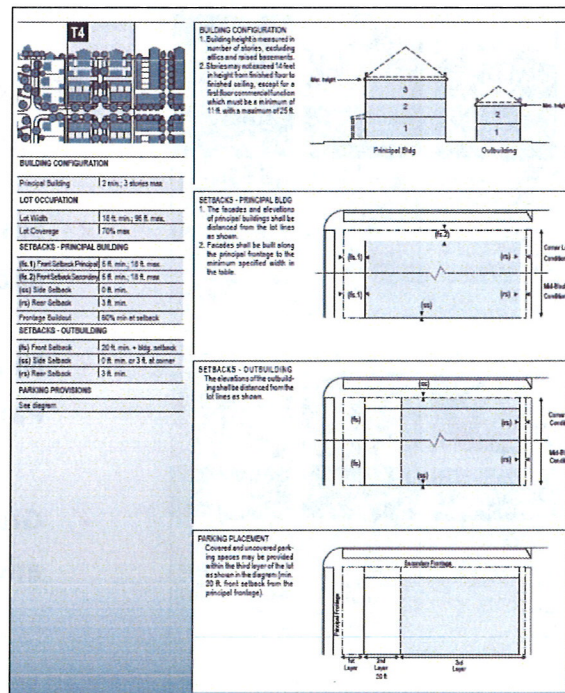 T4
BUILDING CONFIGURATION
Principal Building 2 min.; 3 stories max
LOT OCCUPATION
Lot Width 18 ft. min.; 96 ft. max.
Lot Coverage 70% max
SETBACKS - PRINCIPAL BUILDING
(fs.1) Front Setback Principal 6 ft. min.; 18 ft. max.
(fs.2) Front Setback Secondary 6 ft. min.; 18 ft. max.
(ss) Side Setback 0 ft. min.
(rs) Rear Setback 3 ft. min.
Frontage Buildout 60% min at setback
SETBACKS - OUTBUILDING
(fs) Front Setback 20 ft. min. + bldg. setback
(ss) Side Setback 0 ft. min. or 3 ft. at corner
(rs) Rear Setback 3 ft. min.
PARKING PROVISIONS
See diagram
BUILDING CONFIGURATION
1. Building height is measured in
number of stories, excluding
attics and raised basements.
2. Stories may not exceed 14 feet
in height from finished floor to
finished ceiling, except for a
first floor commercial function
which must be a minimum of
11 ft. with a maximum of 25 ft.
Max. height
3
2
1
Principal Bldg
Max. height
2
1
Outbuilding
SETBACKS - PRINCIPAL BLDG
1. The facades and elevations
of principal buildings shall be
distanced from the lot lines
as shown.
2. Facades shall be built along
the principal frontage to the
minimum specified width in
the table.
(fs.2)
(fs.1)
(rs)
Corner Lot
Condition
(fs.1)
(rs)
Mid-Block
Condition
(ss)
SETBACKS - OUTBUILDING
The elevations of the outbuild-
ing shall be distanced from the
lot lines as shown.
(ss)
(fs)
(rs)
Corner
Condition
(fs)
(rs)
Mid-Bl
Condition
(ss)
PARKING PLACEMENT
Covered and uncovered park-
ing spaces may be provided
within the third layer of the lot
as shown in the diagram (min.
20 ft. front setback from the
principal frontage).
Secondary Frontage
Principal Frontage
1st
Layer
2nd
Layer
20 ft
3rd
Layer